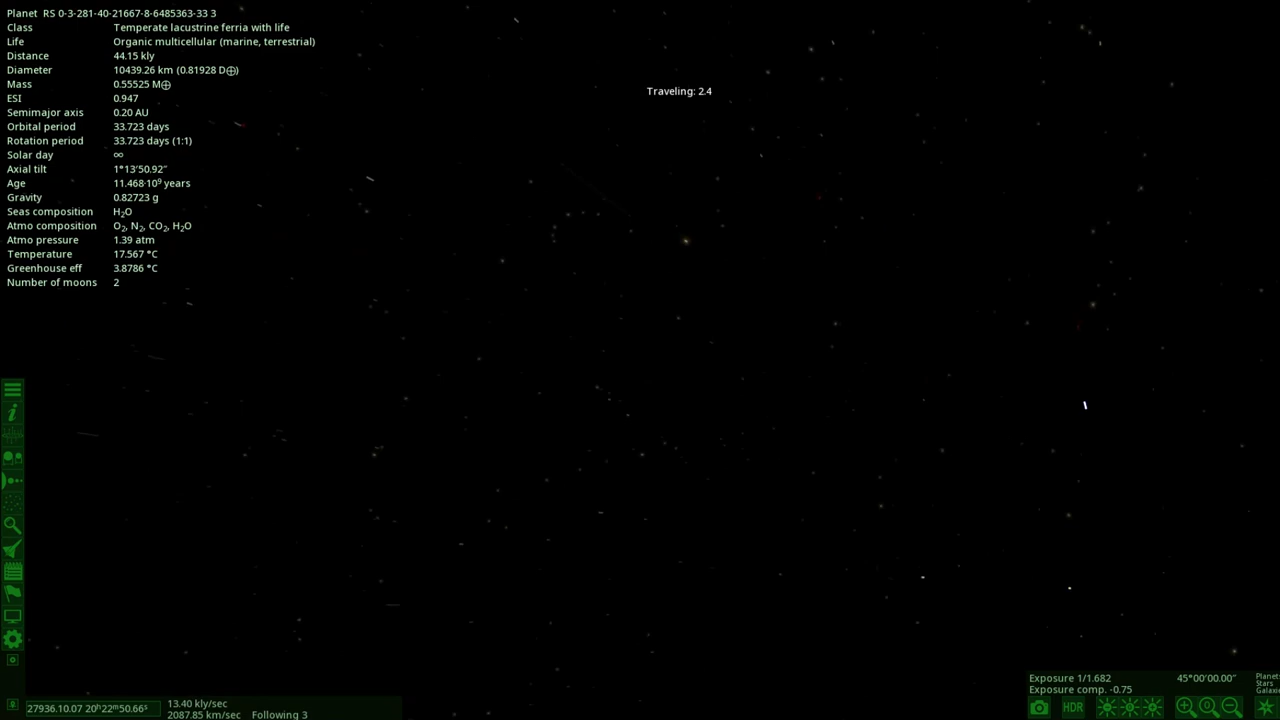 Planet RS 0-3-281-40-21667-8-6485363-33 3
Class Temperate lacustrine ferria with life
Life Organic multicellular (marine, terrestrial)
Distance 44.15 kly
Diameter 10439.26 km (0.81928 D⊕)
Mass 0.55525 M⊕
ESI 0.947
Semimajor axis 0.20 AU
Orbital period 33.723 days
Rotation period 33.723 days (1:1)
Solar day ∞
Axial tilt 1°13′50.92″
Age 11.468·10⁹ years
Gravity 0.82723 g
Seas composition H₂O
Atmo composition O₂, N₂, CO₂, H₂O
Atmo pressure 1.39 atm
Temperature 17.567 °C
Greenhouse eff 3.8786 °C
Number of moons 2
Traveling: 2.4
27936.10.07 20ʰ22ᵐ50.66ˢ
13.40 kly/sec
2087.85 km/sec Following 3
Exposure 1/1.682 45°00′00.00″
Exposure comp. -0.75
HDR
Planet
Stars
Galaxi